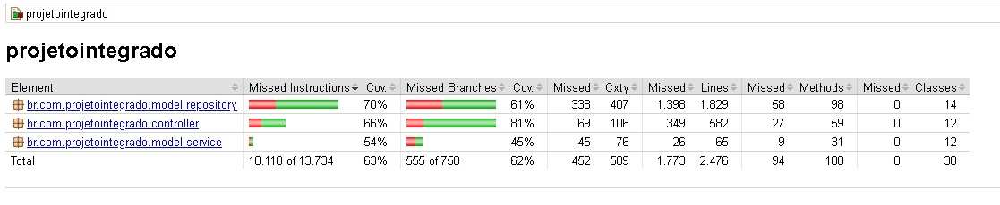 projetointegrado
projetointegrado
Element Missed Instructions Cov. Missed Branches Cov. Missed Cxty Missed Lines Missed Methods Missed Classes
br.com.projetointegrado.model.repository 70% 61% 338 407 1.398 1.829 58 98 0 14
br.com.projetointegrado.controller 66% 81% 69 106 349 582 27 59 0 12
br.com.projetointegrado.model.service 54% 45% 45 76 26 65 9 31 0 12
Total 10.118 of 13.734 63% 555 of 758 62% 452 589 1.773 2.476 94 188 0 38